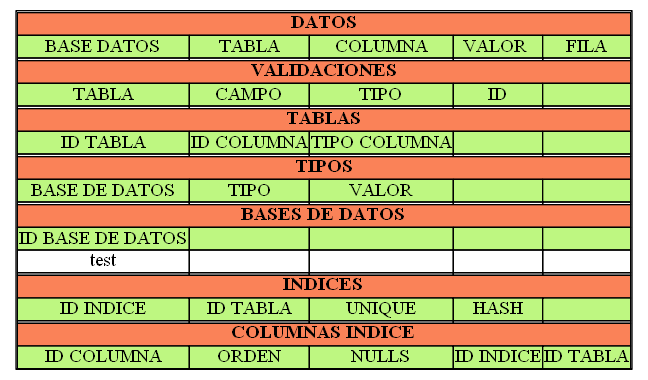 DATOS
BASE DATOS TABLA COLUMNA VALOR FILA
VALIDACIONES
TABLA CAMPO TIPO ID
TABLAS
ID TABLA ID COLUMNA TIPO COLUMNA
TIPOS
BASE DE DATOS TIPO VALOR
BASES DE DATOS
ID BASE DE DATOS
test
INDICES
ID INDICE ID TABLA UNIQUE HASH
COLUMNAS INDICE
ID COLUMNA ORDEN NULLS ID INDICE ID TABLA